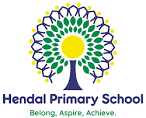 Hendal Primary School
Belong, Aspire, Achieve.